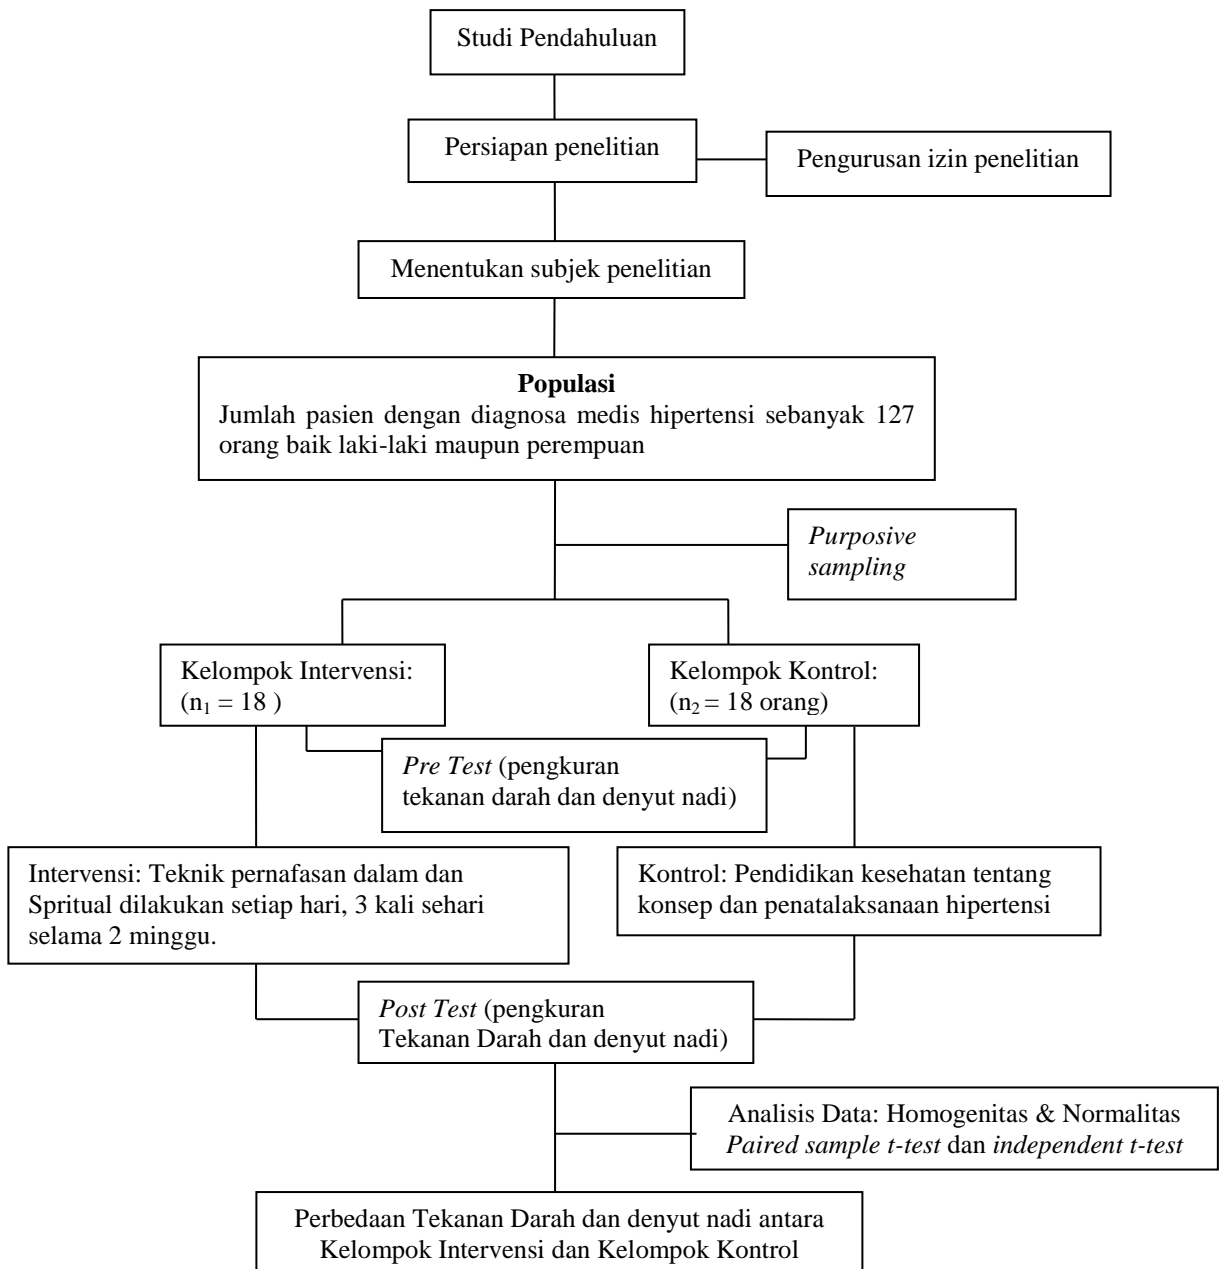 Studi Pendahuluan
Persiapan penelitian
Pengurusan izin penelitian
Menentukan subjek penelitian
Populasi
Jumlah pasien dengan diagnosa medis hipertensi sebanyak 127
orang baik laki-laki maupun perempuan
Purposive
sampling
Kelompok Intervensi:
(n₁ = 18 )
Kelompok Kontrol:
(n₂ = 18 orang)
Pre Test (pengkuran
tekanan darah dan denyut nadi)
Intervensi: Teknik pernafasan dalam dan
Spritual dilakukan setiap hari, 3 kali sehari
selama 2 minggu.
Kontrol: Pendidikan kesehatan tentang
konsep dan penatalaksanaan hipertensi
Post Test (pengkuran
Tekanan Darah dan denyut nadi)
Analisis Data: Homogenitas & Normalitas
Paired sample t-test dan independent t-test
Perbedaan Tekanan Darah dan denyut nadi antara
Kelompok Intervensi dan Kelompok Kontrol